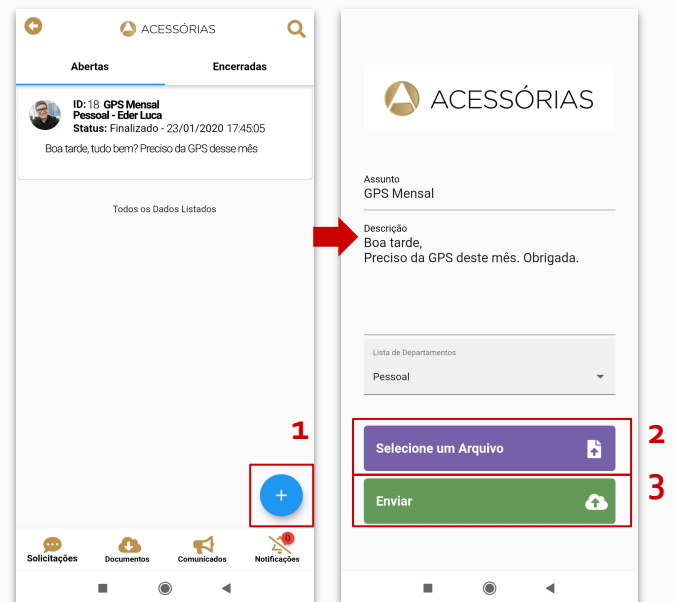 ACESSÓRIAS
Abertas
Encerradas
ID: 18 GPS Mensal
Pessoal - Eder Luca
Status: Finalizado - 23/01/2020 17:45:05
Boa tarde, tudo bem? Preciso da GPS desse mês
Todos os Dados Listados
1
+
0
Solicitações
Documentos
Comunicados
Notificações
ACESSÓRIAS
Assunto
GPS Mensal
Descrição
Boa tarde,
Preciso da GPS deste mês. Obrigada.
Lista de Departamentos
Pessoal
Selecione um Arquivo
2
Enviar
3